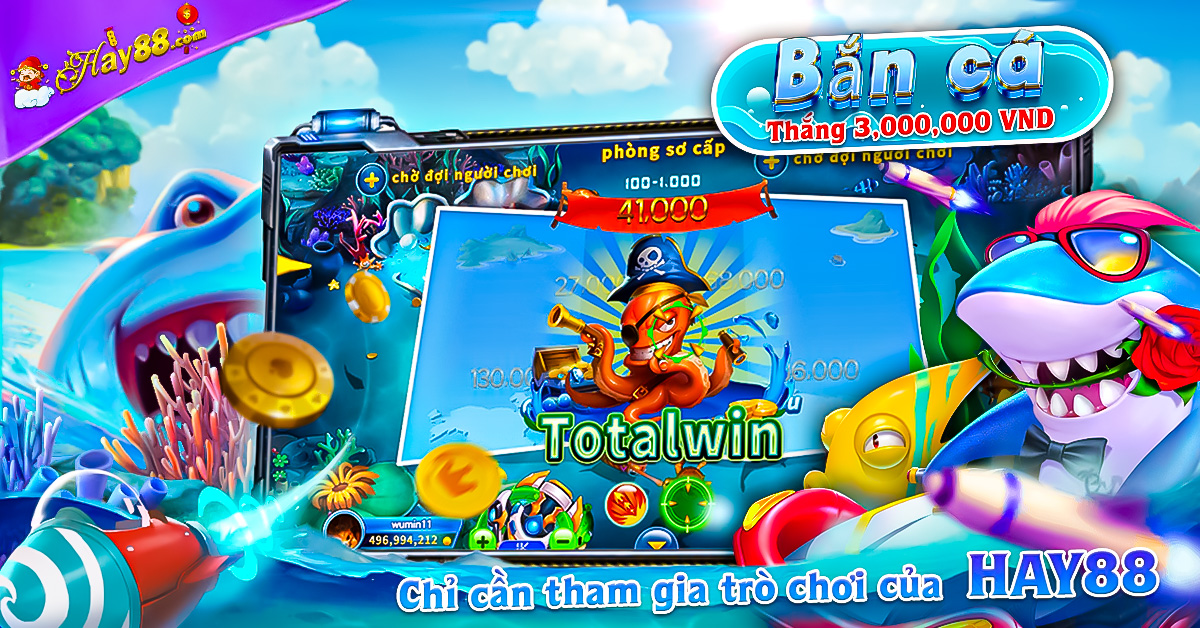 Hay88.com
Bắn cá
Thắng 3,000,000 VND
phòng sơ cấp
chờ đợi người chơi
chờ đợi người chơi
100-1.000
41.000
Totalwin
wumin11
496,994,212
1K
Chỉ cần tham gia trò chơi của HAY88